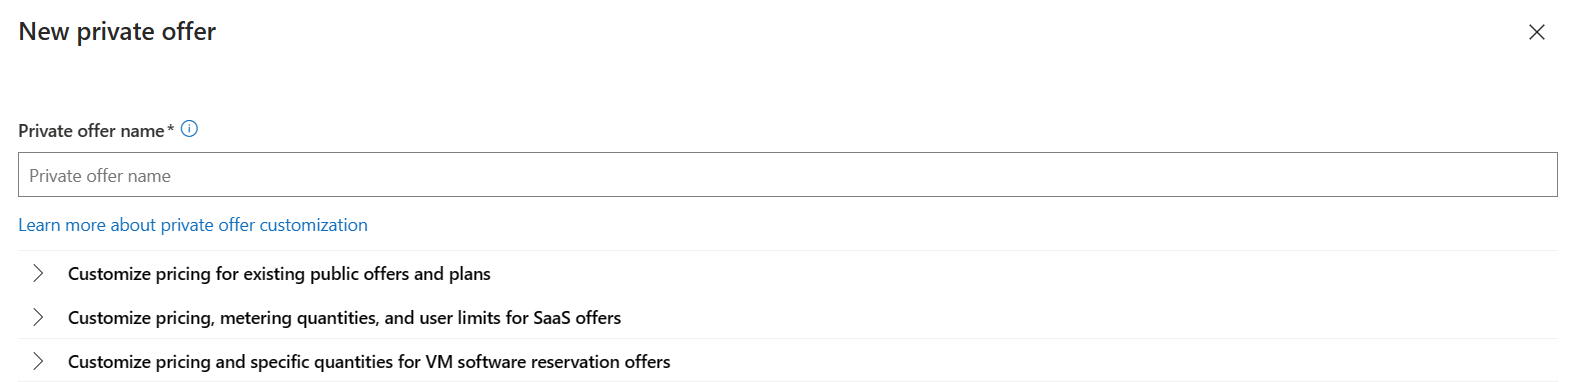 New private offer
Private offer name*
Private offer name
Learn more about private offer customization
Customize pricing for existing public offers and plans
Customize pricing, metering quantities, and user limits for SaaS offers
Customize pricing and specific quantities for VM software reservation offers